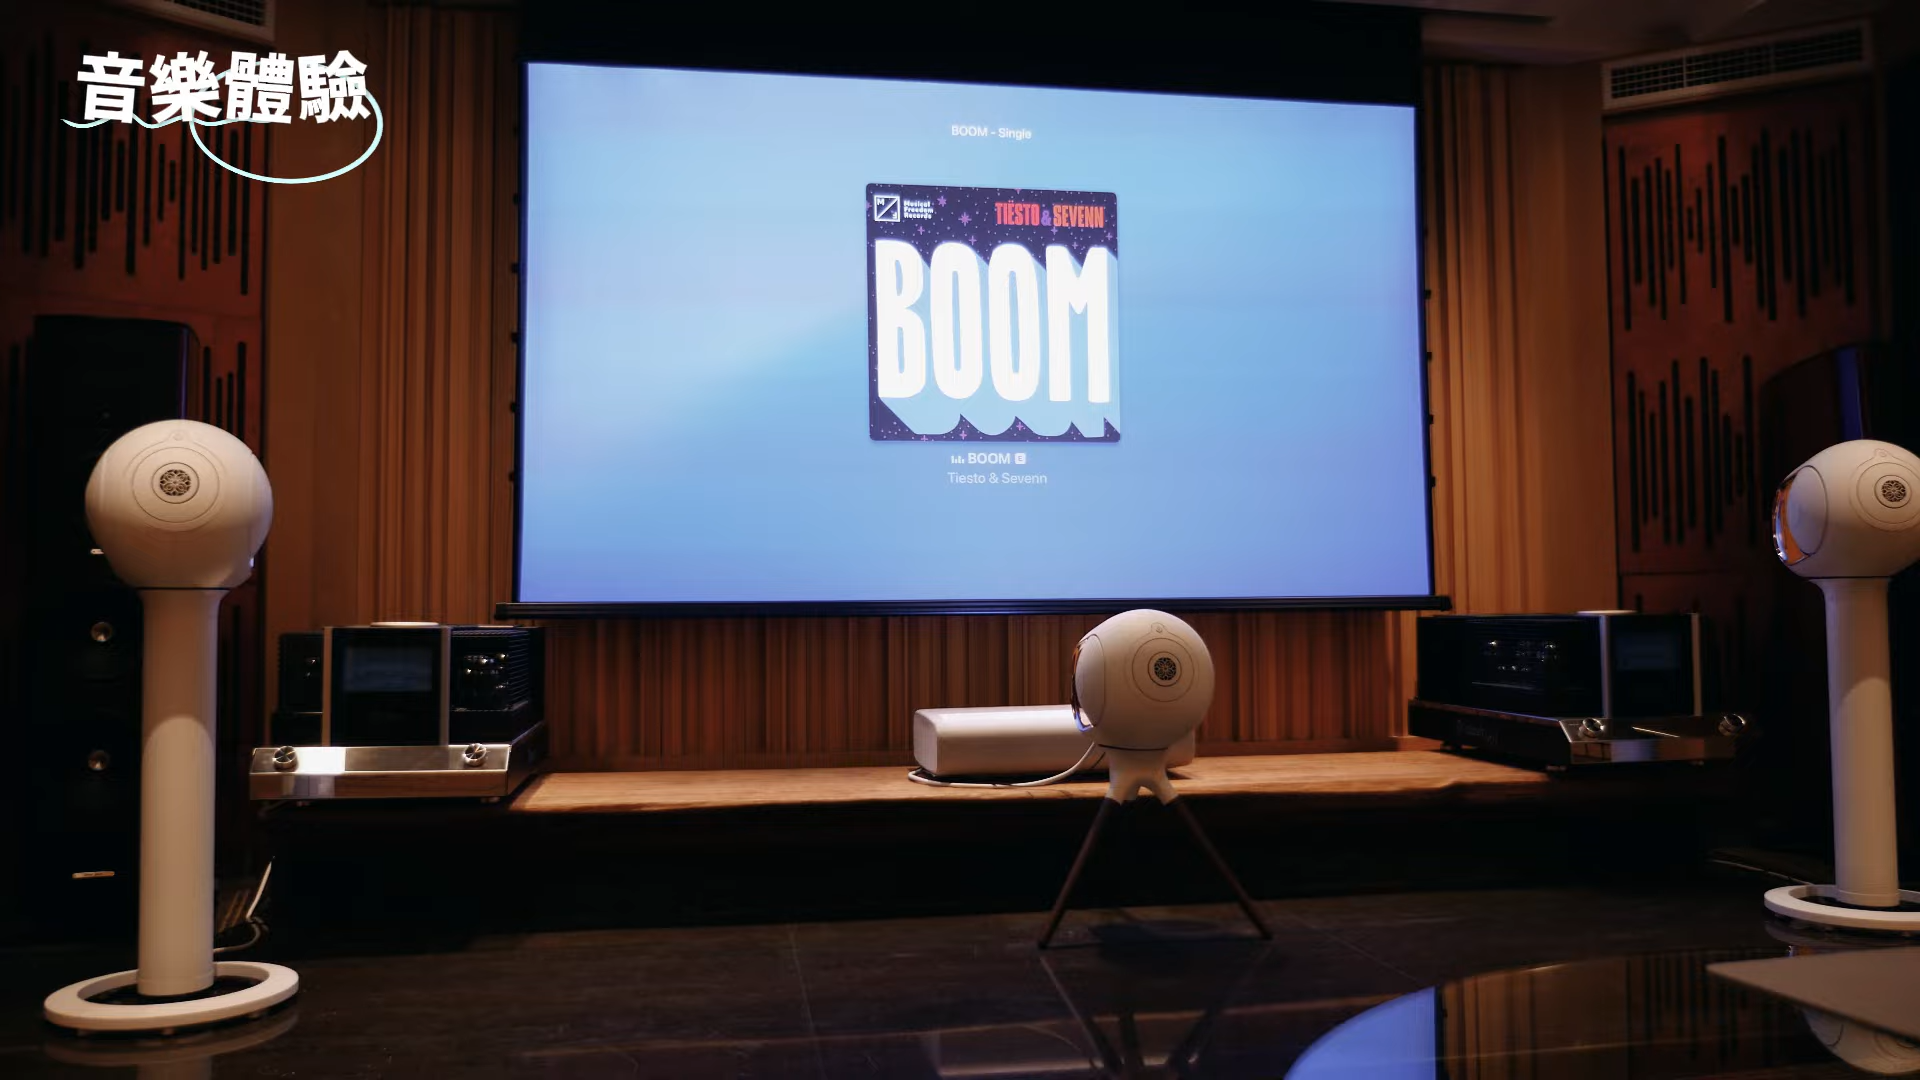 音樂體驗
BOOM - Single
Musical
Freedom
Records
TIËSTO & SEVENN
BOOM
BOOM E
Tiësto & Sevenn